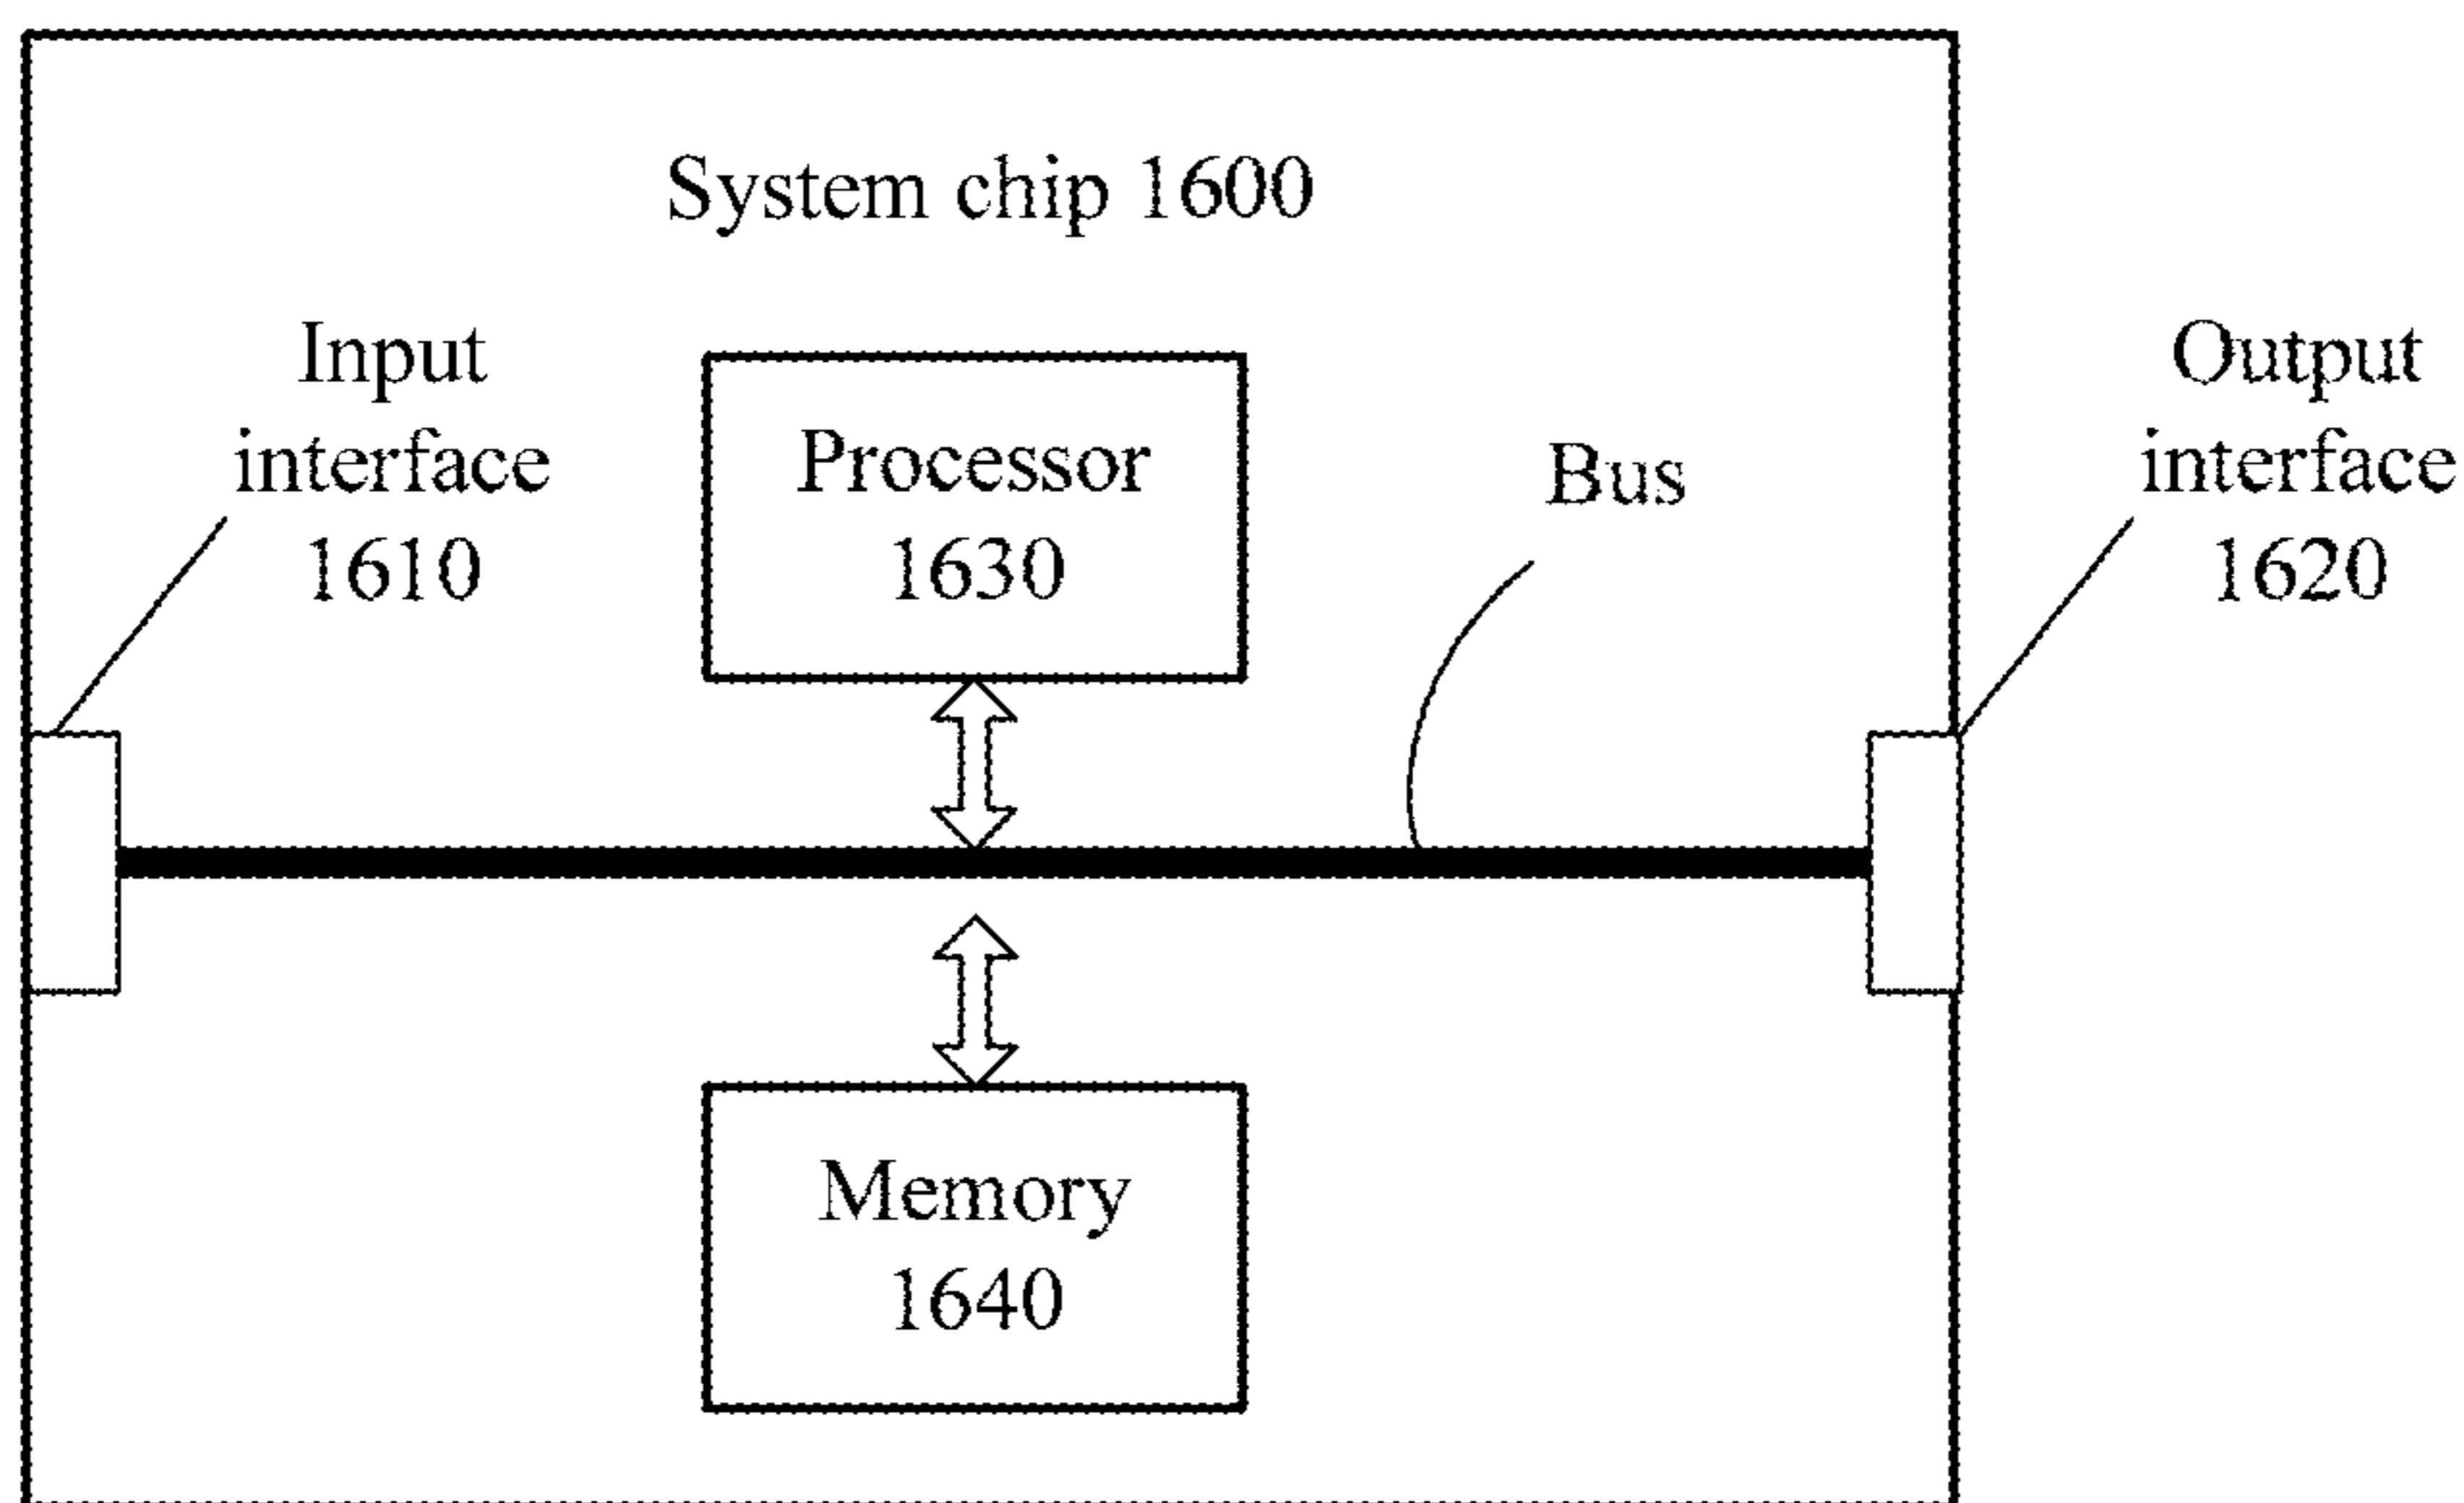 System chip 1600
Input
interface
1610
Processor
1630
Bus
Output
interface
1620
Memory
1640